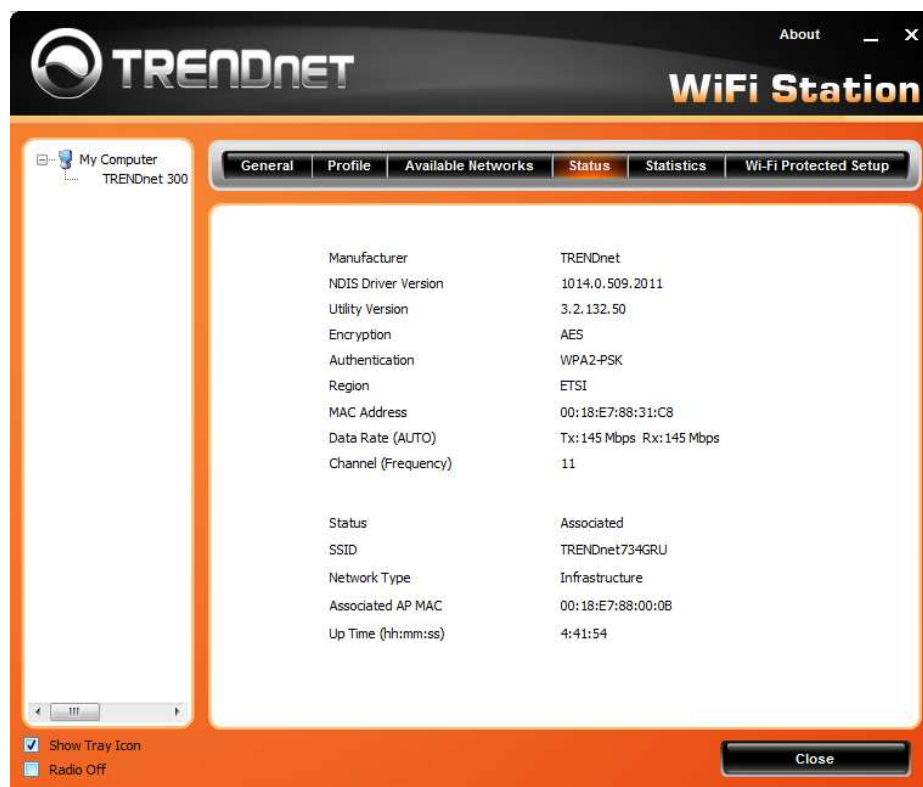 TRENDnet
About
WiFi Station
My Computer
TRENDnet 300
General Profile Available Networks Status Statistics Wi-Fi Protected Setup
Manufacturer TRENDnet
NDIS Driver Version 1014.0.509.2011
Utility Version 3.2.132.50
Encryption AES
Authentication WPA2-PSK
Region ETSI
MAC Address 00:18:E7:88:31:C8
Data Rate (AUTO) Tx:145 Mbps Rx:145 Mbps
Channel (Frequency) 11
Status Associated
SSID TRENDnet734GRU
Network Type Infrastructure
Associated AP MAC 00:18:E7:88:00:0B
Up Time (hh:mm:ss) 4:41:54
Show Tray Icon
Radio Off
Close